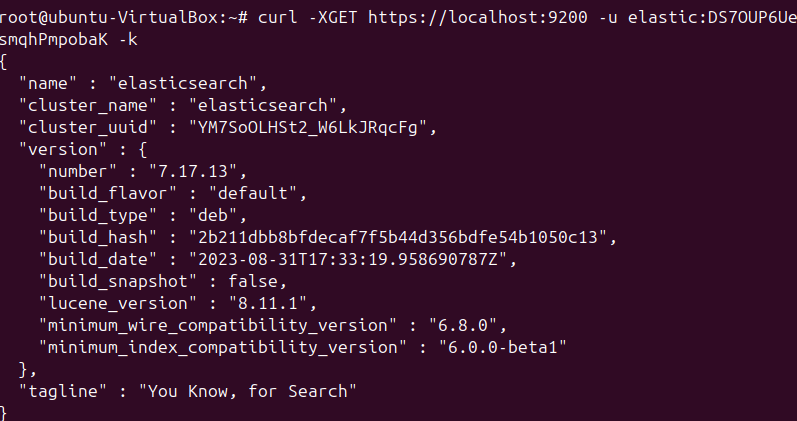 root@ubuntu-VirtualBox:~# curl -XGET https://localhost:9200 -u elastic:DS7OUP6Ue
smqhPmpobaK -k
{
  "name" : "elasticsearch",
  "cluster_name" : "elasticsearch",
  "cluster_uuid" : "YM7SoOLHSt2_W6LkJRqcFg",
  "version" : {
    "number" : "7.17.13",
    "build_flavor" : "default",
    "build_type" : "deb",
    "build_hash" : "2b211dbb8bfdecaf7f5b44d356bdfe54b1050c13",
    "build_date" : "2023-08-31T17:33:19.958690787Z",
    "build_snapshot" : false,
    "lucene_version" : "8.11.1",
    "minimum_wire_compatibility_version" : "6.8.0",
    "minimum_index_compatibility_version" : "6.0.0-beta1"
  },
  "tagline" : "You Know, for Search"
}